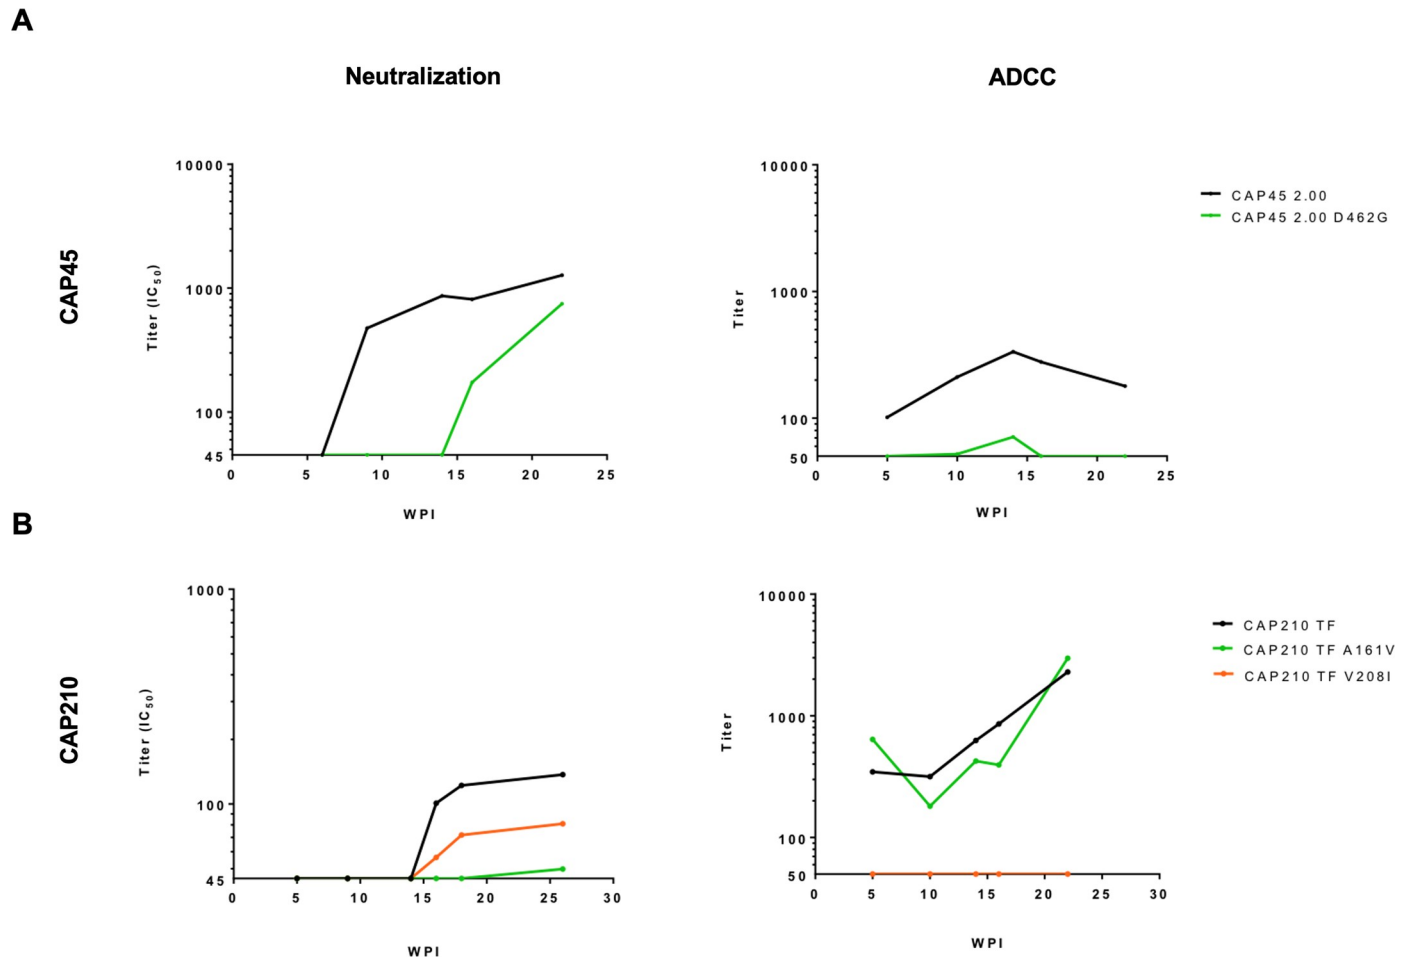 A
Neutralization
ADCC
CAP45
Titer (IC50)
10000
1000
100
45
0 5 10 15 20 25
WPI
Titer
10000
1000
100
50
0 5 10 15 20 25
WPI
CAP45 2.00
CAP45 2.00 D462G
B
CAP210
Titer (IC50)
1000
100
45
0 5 10 15 20 25 30
WPI
Titer
10000
1000
100
50
0 5 10 15 20 25 30
WPI
CAP210 TF
CAP210 TF A161V
CAP210 TF V208I